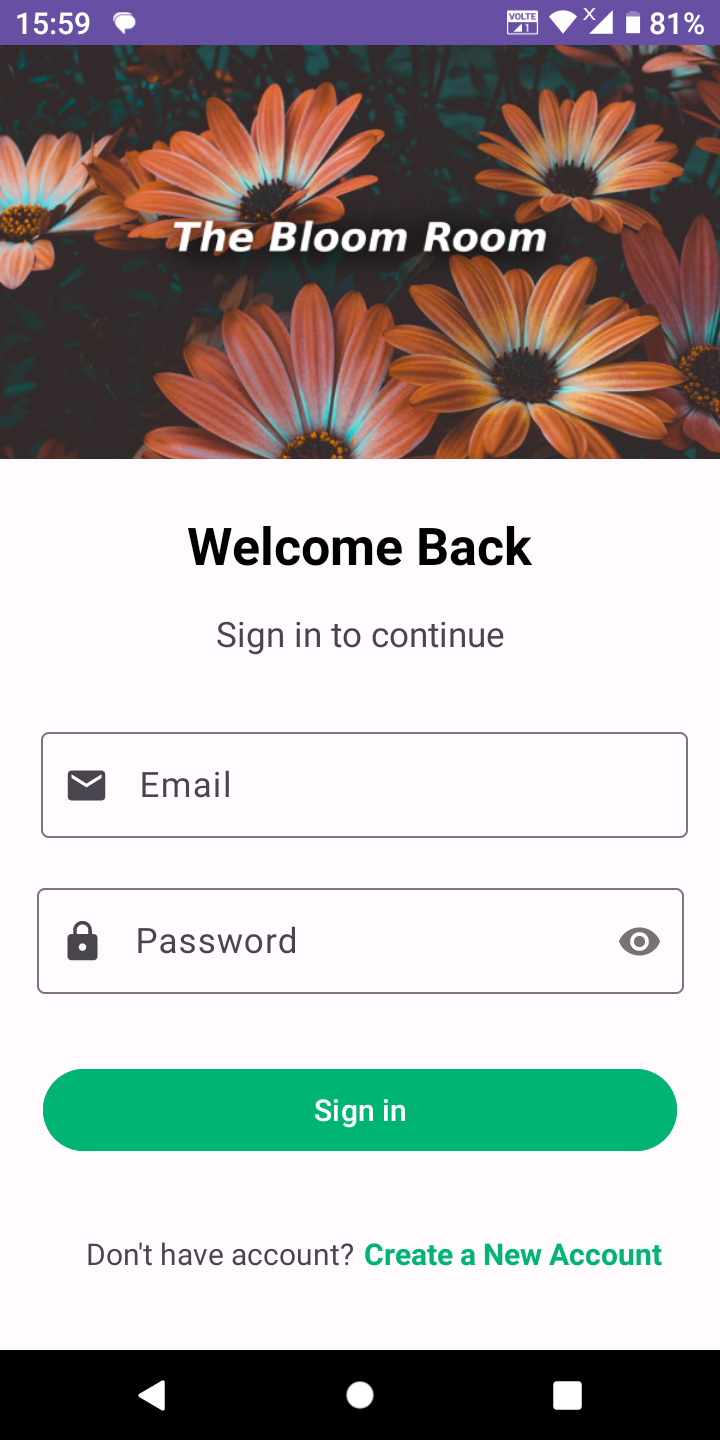 15:59 VOLTE 1 X 81%
The Bloom Room
Welcome Back
Sign in to continue
Email
Password
Sign in
Don't have account? Create a New Account